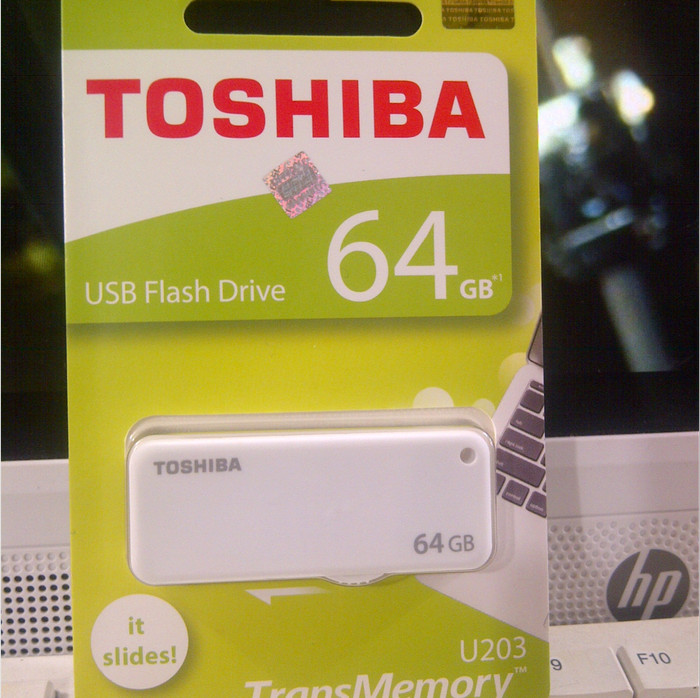 TOSHIBA
64 GB*1
USB Flash Drive
TOSHIBA
64 GB
it
slides!
U203
TransMemory™
hp
9
F10